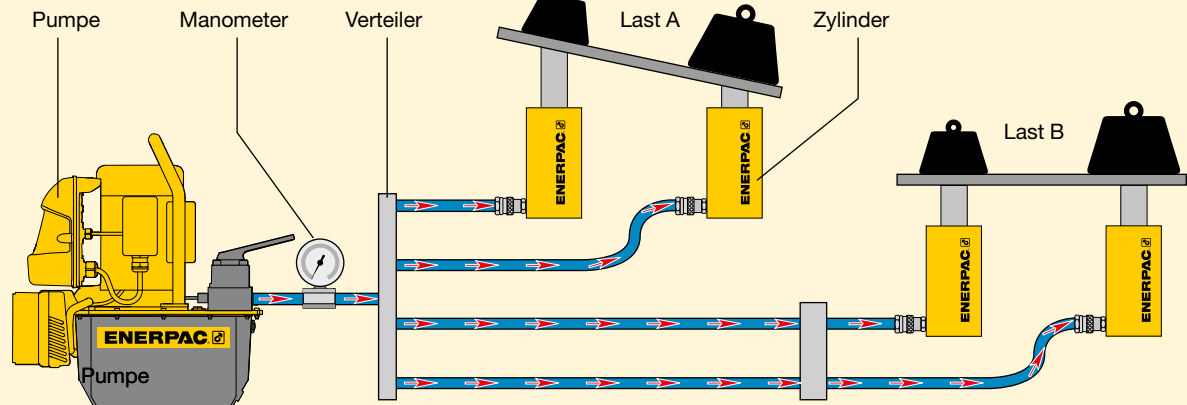 Pumpe
Manometer
Verteiler
Last A
Zylinder
ENERPAC
ENERPAC
Last B
ENERPAC
ENERPAC
ENERPAC
Pumpe